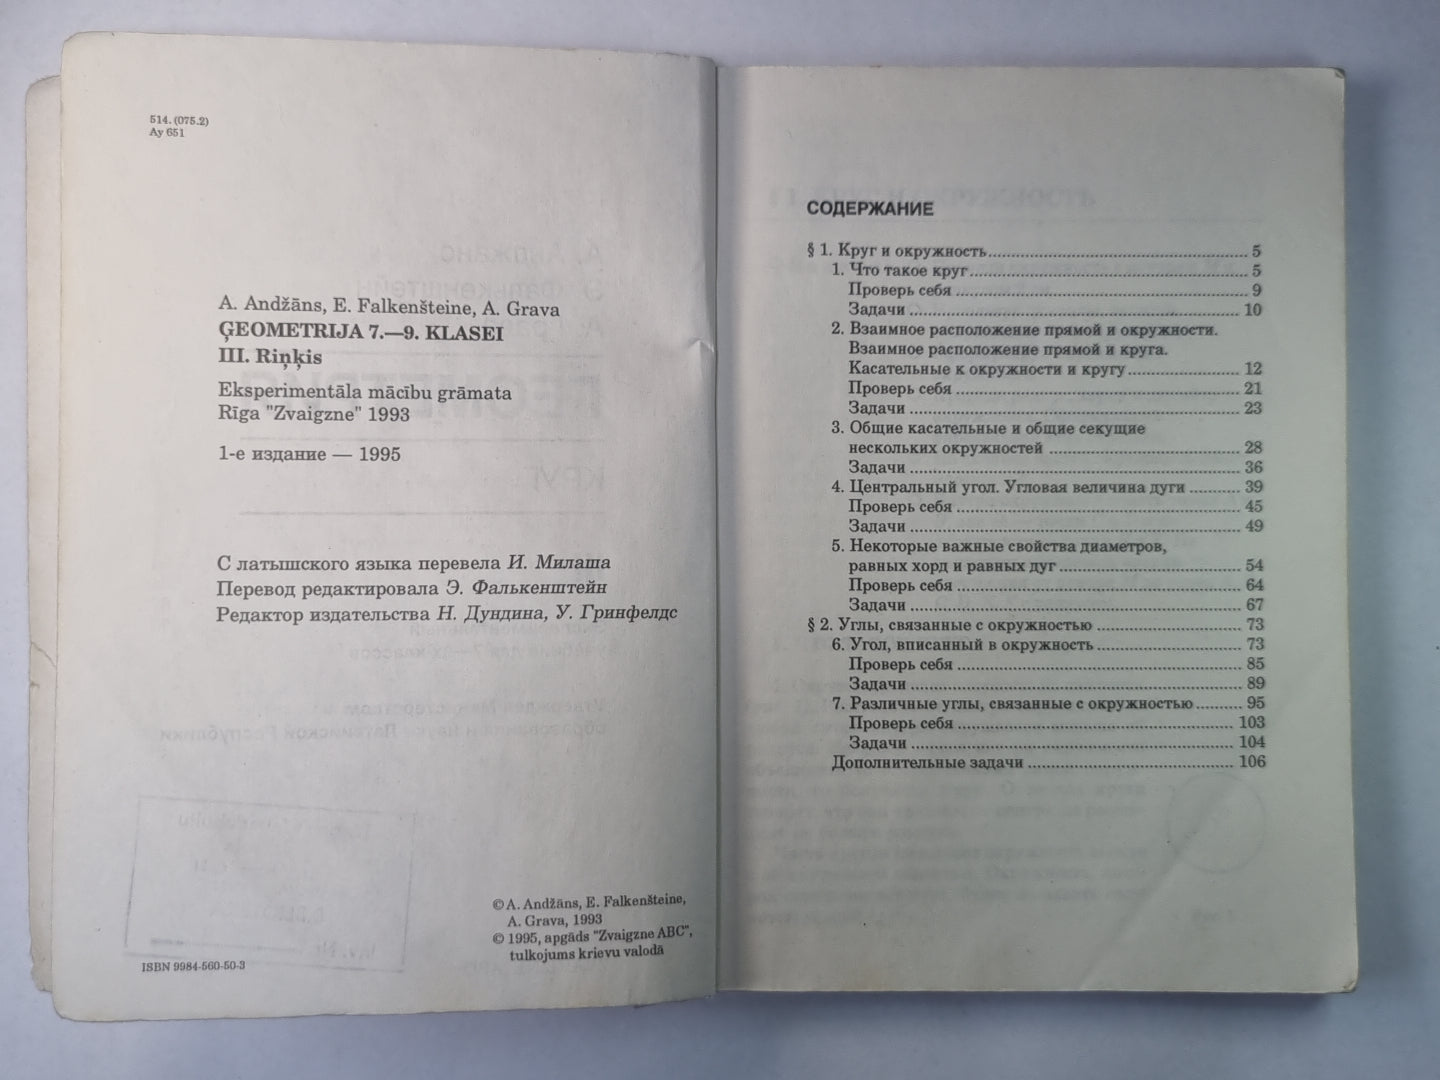 514. (075.2)
Ау 651
A. Andžāns, E. Falkenšteine, A. Grava
ĢEOMETRIJA 7.—9. KLASEI
III. Riņķis
Eksperimentāla mācību grāmata
Rīga "Zvaigzne" 1993
1-е издание — 1995
С латышского языка перевела И. Милаша
Перевод редактировала Э. Фалькенштейн
Редактор издательства Н. Дундина, У. Гринфелдс
© A. Andžāns, E. Falkenšteine,
A. Grava, 1993
© 1995, apgāds "Zvaigzne ABC",
tulkojums krievu valodā
ISBN 9984-560-50-3
СОДЕРЖАНИЕ
§ 1. Круг и окружность ........ 5
1. Что такое круг ........ 5
Проверь себя ........ 9
Задачи ........ 10
2. Взаимное расположение прямой и окружности.
Взаимное расположение прямой и круга.
Касательные к окружности и кругу ........ 12
Проверь себя ........ 21
Задачи ........ 23
3. Общие касательные и общие секущие
нескольких окружностей ........ 28
Задачи ........ 36
4. Центральный угол. Угловая величина дуги ........ 39
Проверь себя ........ 45
Задачи ........ 49
5. Некоторые важные свойства диаметров,
равных хорд и равных дуг ........ 54
Проверь себя ........ 64
Задачи ........ 67
§ 2. Углы, связанные с окружностью ........ 73
6. Угол, вписанный в окружность ........ 73
Проверь себя ........ 85
Задачи ........ 89
7. Различные углы, связанные с окружностью ........ 95
Проверь себя ........ 103
Задачи ........ 104
Дополнительные задачи ........ 106